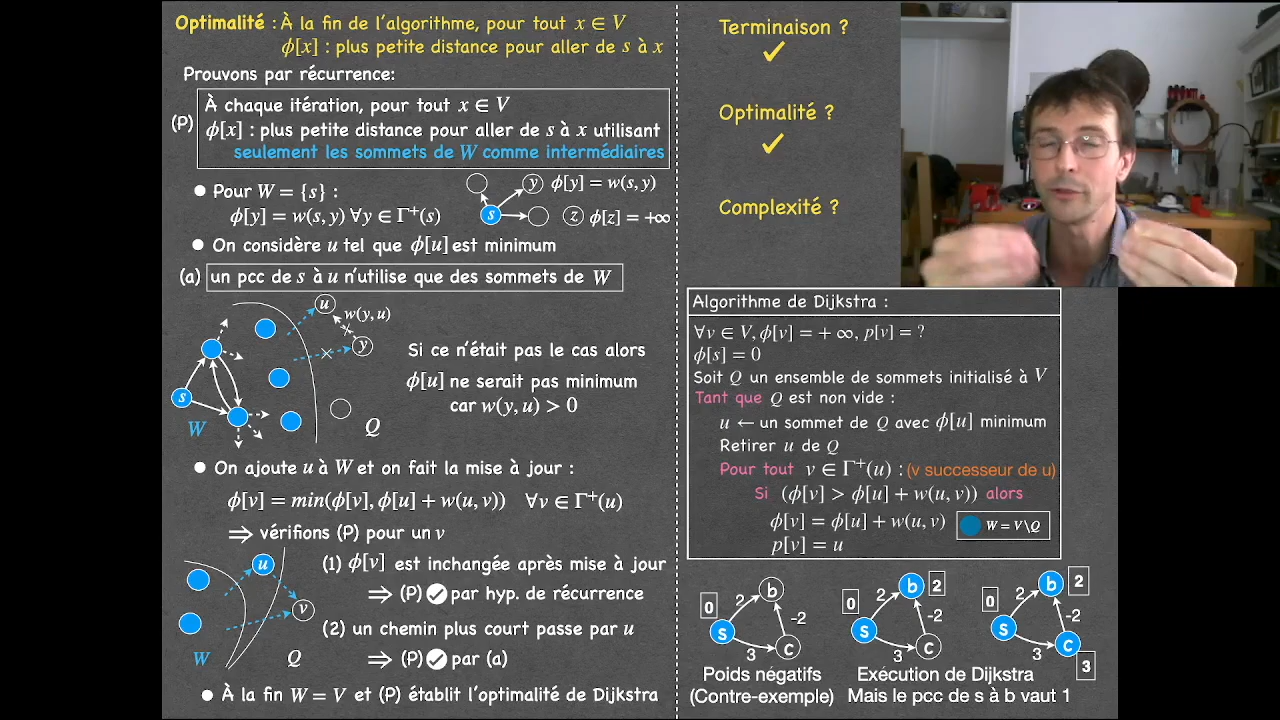 Optimalité : À la fin de l'algorithme, pour tout x ∈ V
ϕ[x] : plus petite distance pour aller de s à x
Prouvons par récurrence:
(P)
À chaque itération, pour tout x ∈ V
ϕ[x] : plus petite distance pour aller de s à x utilisant
seulement les sommets de W comme intermédiaires
● Pour W = {s} :
ϕ[y] = w(s, y) ∀y ∈ Γ⁺(s)
y ϕ[y] = w(s, y)
s
z ϕ[z] = +∞
● On considère u tel que ϕ[u] est minimum
(a) un pcc de s à u n'utilise que des sommets de W
u
w(y, u)
y
s
W
Q
Si ce n'était pas le cas alors
ϕ[u] ne serait pas minimum
car w(y, u) > 0
● On ajoute u à W et on fait la mise à jour :
ϕ[v] = min(ϕ[v], ϕ[u] + w(u, v)) ∀v ∈ Γ⁺(u)
⟹ vérifions (P) pour un v
u
v
W
Q
(1) ϕ[v] est inchangée après mise à jour
⟹ (P) ✓ par hyp. de récurrence
(2) un chemin plus court passe par u
⟹ (P) ✓ par (a)
● À la fin W = V et (P) établit l'optimalité de Dijkstra
Terminaison ?
✓
Optimalité ?
✓
Complexité ?
Algorithme de Dijkstra :
∀v ∈ V, ϕ[v] = + ∞, p[v] = ?
ϕ[s] = 0
Soit Q un ensemble de sommets initialisé à V
Tant que Q est non vide :
u ← un sommet de Q avec ϕ[u] minimum
Retirer u de Q
Pour tout v ∈ Γ⁺(u) : (v successeur de u)
Si (ϕ[v] > ϕ[u] + w(u, v)) alors
ϕ[v] = ϕ[u] + w(u, v)
W = V\Q
p[v] = u
0 2 b
s -2
3 c
0 2 b 2
s -2
3 c
0 2 b 2
s -2
3 c
3
Poids négatifs
(Contre-exemple)
Exécution de Dijkstra
Mais le pcc de s à b vaut 1